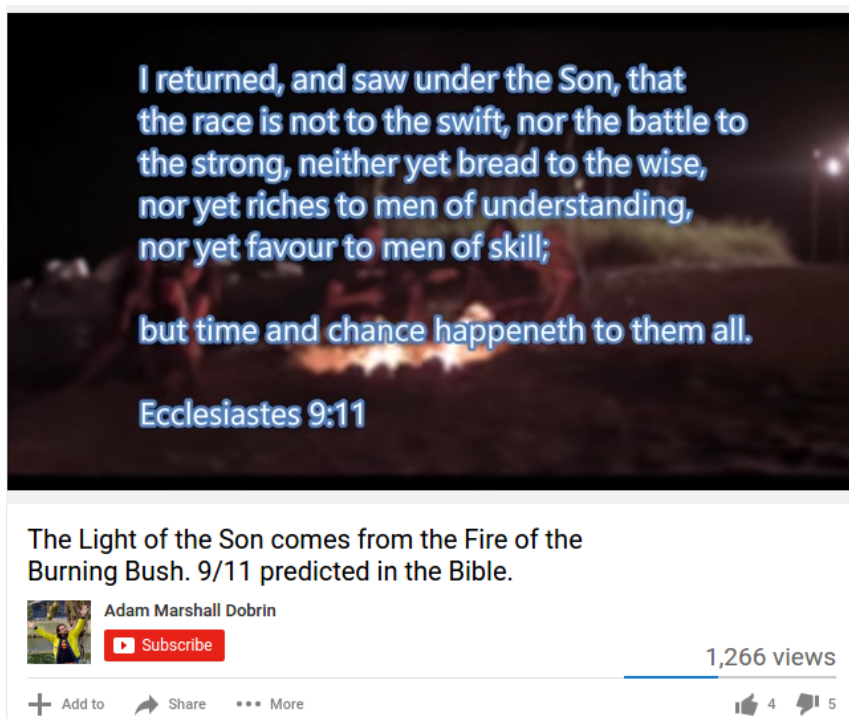 I returned, and saw under the Son, that
the race is not to the swift, nor the battle to
the strong, neither yet bread to the wise,
nor yet riches to men of understanding,
nor yet favour to men of skill;
but time and chance happeneth to them all.
Ecclesiastes 9:11
The Light of the Son comes from the Fire of the
Burning Bush. 9/11 predicted in the Bible.
Adam Marshall Dobrin
Subscribe
1,266 views
Add to Share More 4 5